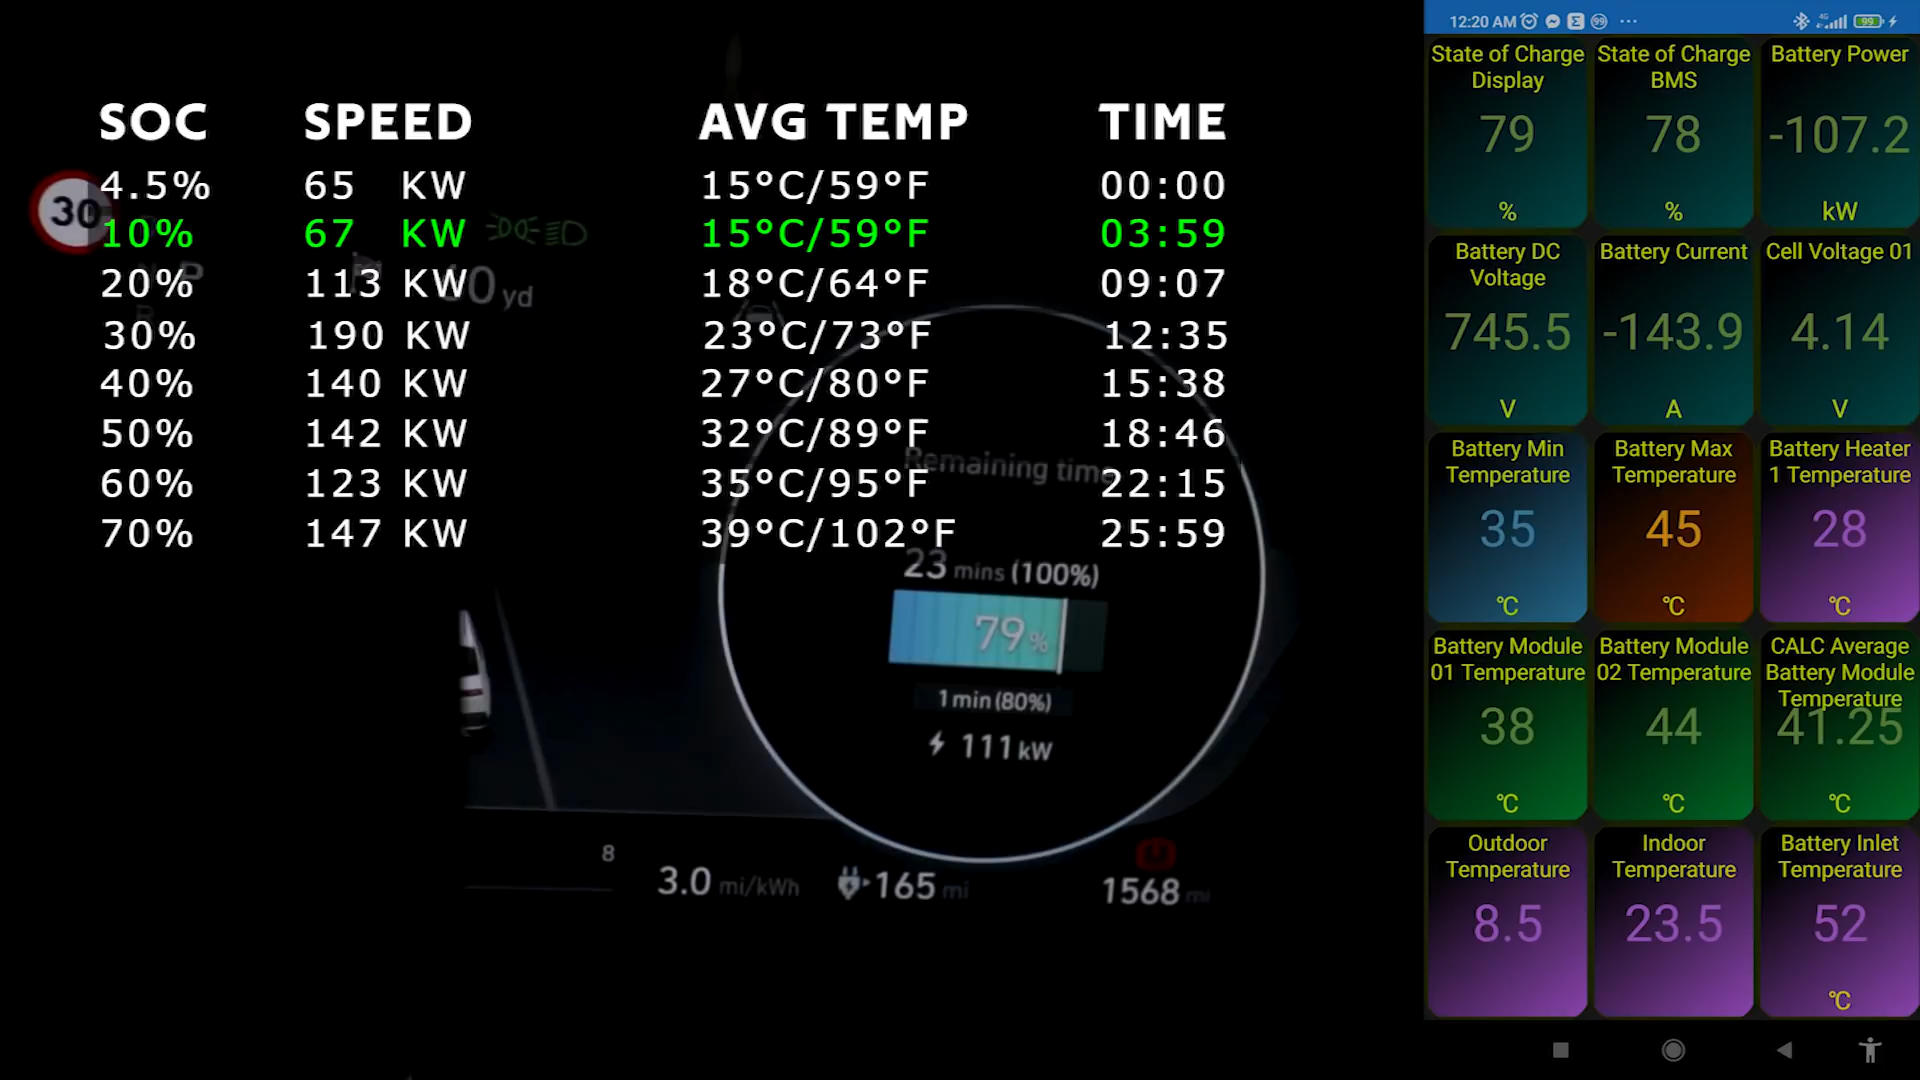 SOC SPEED AVG TEMP TIME
4.5% 65 KW 15°C/59°F 00:00
10% 67 KW 15°C/59°F 03:59
20% 113 KW 18°C/64°F 09:07
30% 190 KW 23°C/73°F 12:35
40% 140 KW 27°C/80°F 15:38
50% 142 KW 32°C/89°F 18:46
60% 123 KW 35°C/95°F 22:15
70% 147 KW 39°C/102°F 25:59
30
P
yd
Remaining time
23 mins (100%)
79%
1 min (80%)
111 kW
8
3.0 mi/kWh
165 mi
1568 mi
12:20 AM 99 ... 4G 99
State of Charge
Display
79
%
State of Charge
BMS
78
%
Battery Power
-107.2
kW
Battery DC
Voltage
745.5
V
Battery Current
-143.9
A
Cell Voltage 01
4.14
V
Battery Min
Temperature
35
°C
Battery Max
Temperature
45
°C
Battery Heater
1 Temperature
28
°C
Battery Module
01 Temperature
38
°C
Battery Module
02 Temperature
44
°C
CALC Average
Battery Module
Temperature
41.25
°C
Outdoor
Temperature
8.5
Indoor
Temperature
23.5
Battery Inlet
Temperature
52
°C